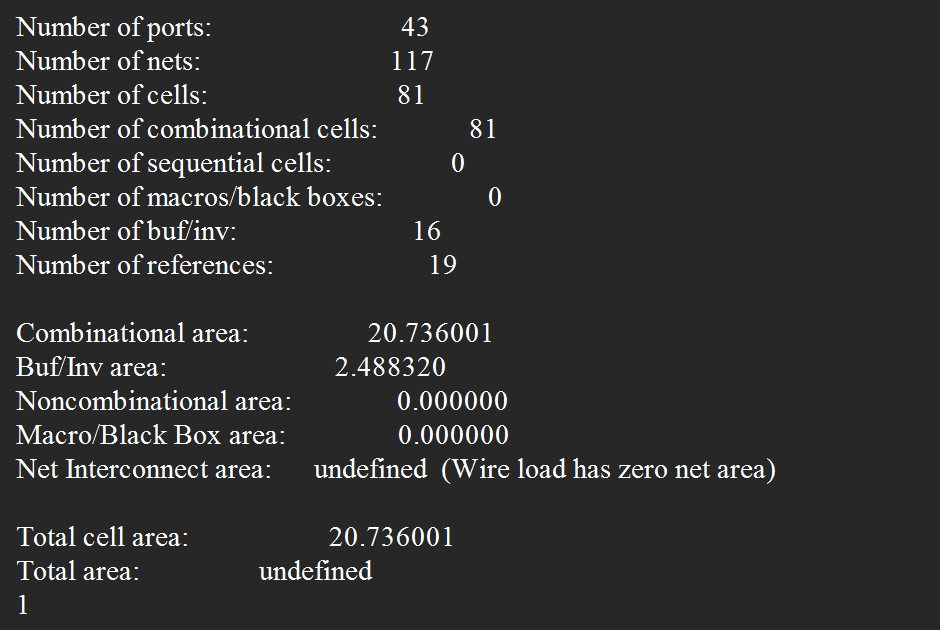 Number of ports: 43
Number of nets: 117
Number of cells: 81
Number of combinational cells: 81
Number of sequential cells: 0
Number of macros/black boxes: 0
Number of buf/inv: 16
Number of references: 19
Combinational area: 20.736001
Buf/Inv area: 2.488320
Noncombinational area: 0.000000
Macro/Black Box area: 0.000000
Net Interconnect area: undefined (Wire load has zero net area)
Total cell area: 20.736001
Total area: undefined
1